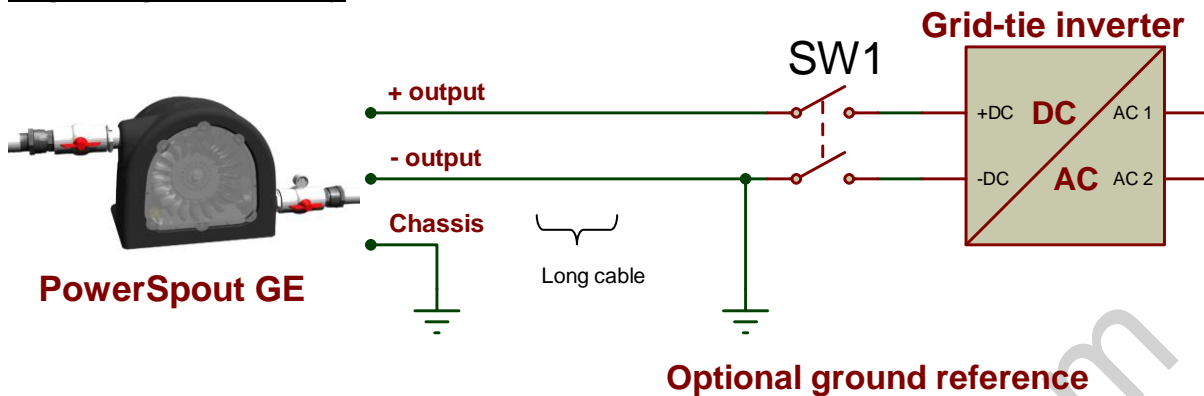 Grid-tie inverter
SW1
+ output
+DC DC AC 1
- output
-DC AC AC 2
Chassis
Long cable
PowerSpout GE
Optional ground reference